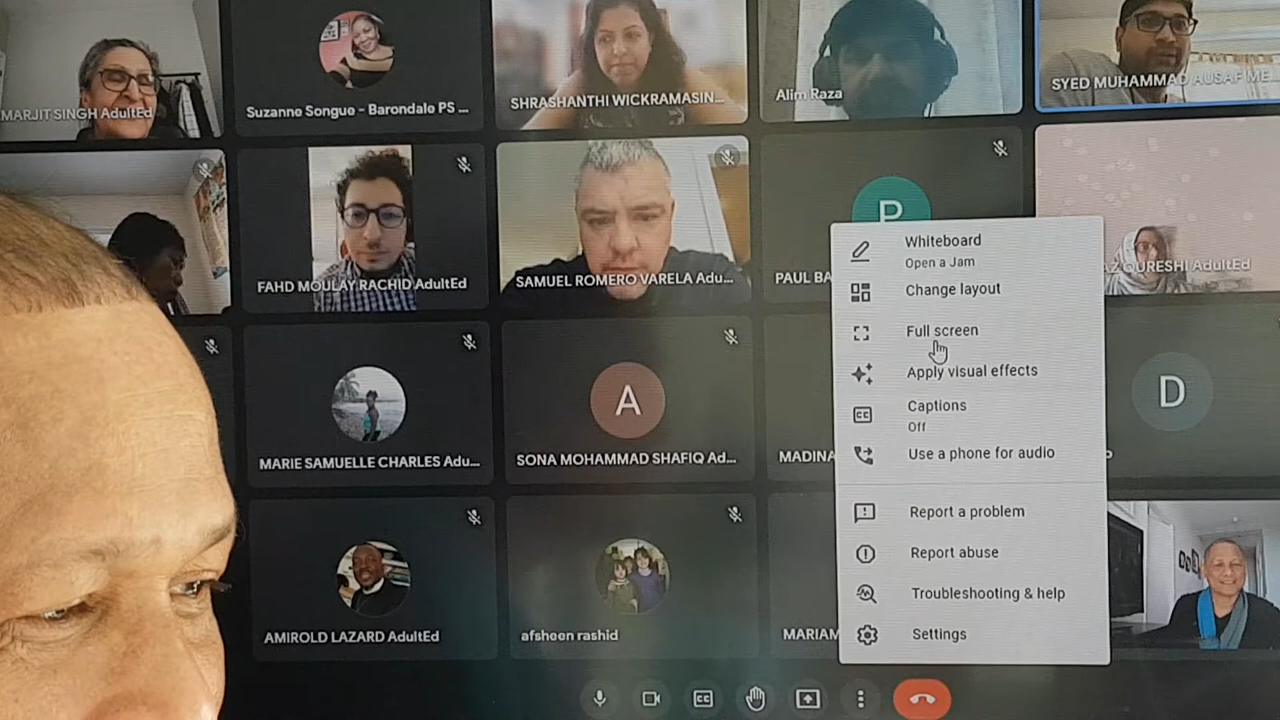 MARJIT SINGH AdultEd
Suzanne Songue - Barondale PS ...
SHRASHANTHI WICKRAMASIN...
Alim Raza
SYED MUHAMMAD AUSAF ME...
FAHD MOULAY RACHID AdultEd
SAMUEL ROMERO VARELA Adu...
P
PAUL BA
AZ QURESHI AdultEd
MARIE SAMUELLE CHARLES Adu...
A
SONA MOHAMMAD SHAFIQ Ad...
MADINA
D
AMIROLD LAZARD AdultEd
afsheen rashid
MARIAM
Whiteboard
Open a Jam
Change layout
Full screen
Apply visual effects
CC
Captions
Off
Use a phone for audio
Report a problem
Report abuse
Troubleshooting & help
Settings
CC